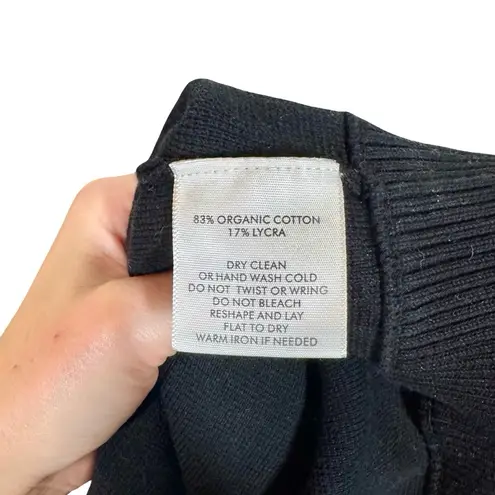 83% ORGANIC COTTON
17% LYCRA
DRY CLEAN
OR HAND WASH COLD
DO NOT TWIST OR WRING
DO NOT BLEACH
RESHAPE AND LAY
FLAT TO DRY
WARM IRON IF NEEDED